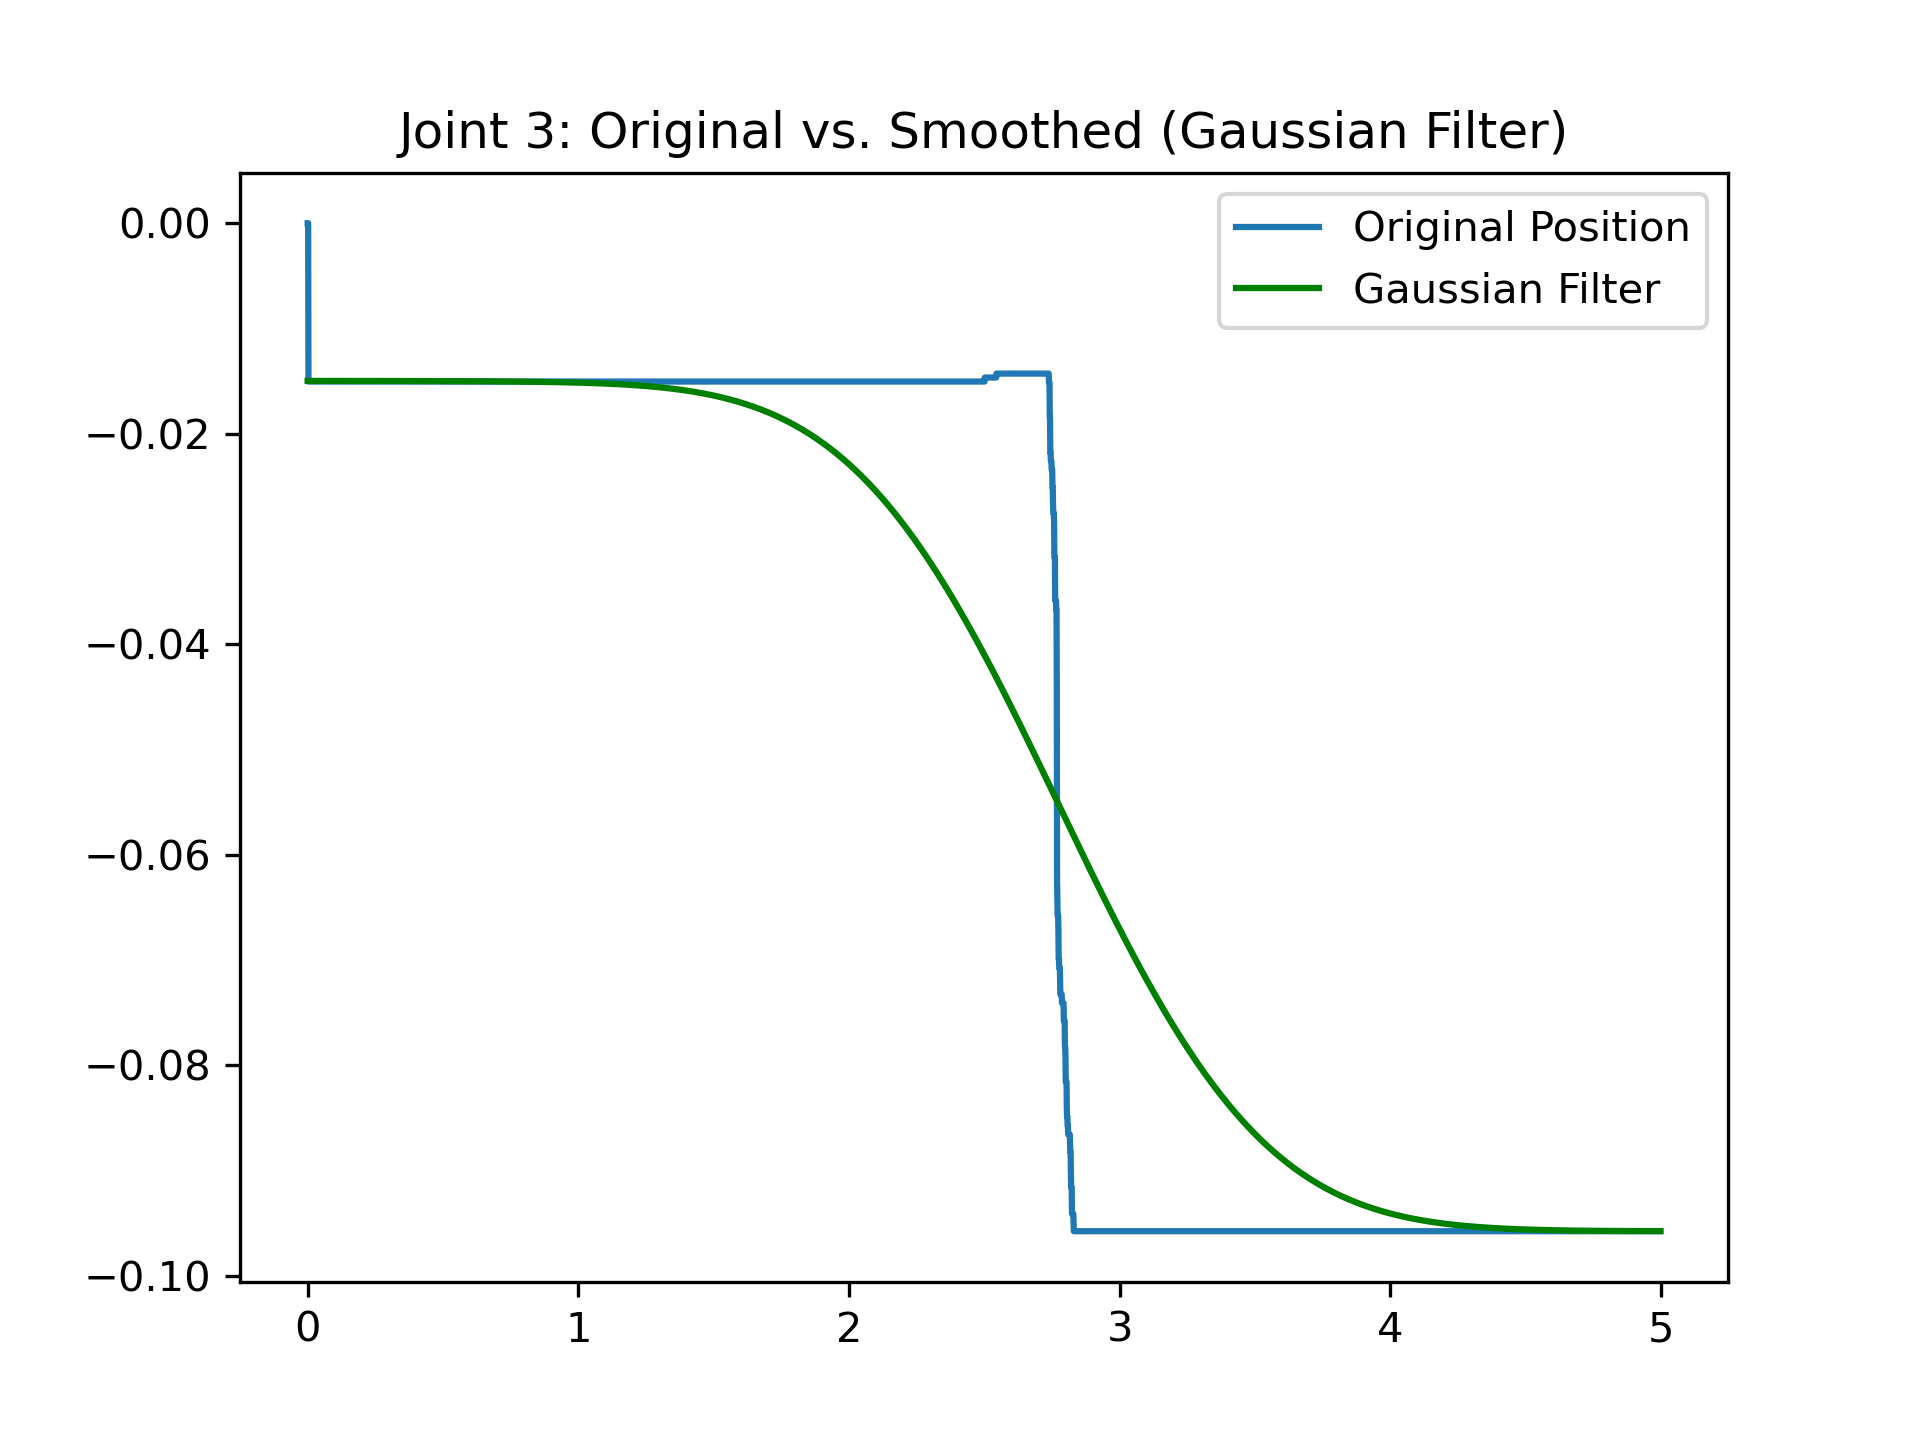 Joint 3: Original vs. Smoothed (Gaussian Filter)
Original Position
Gaussian Filter
0.00
−0.02
−0.04
−0.06
−0.08
−0.10
0 1 2 3 4 5